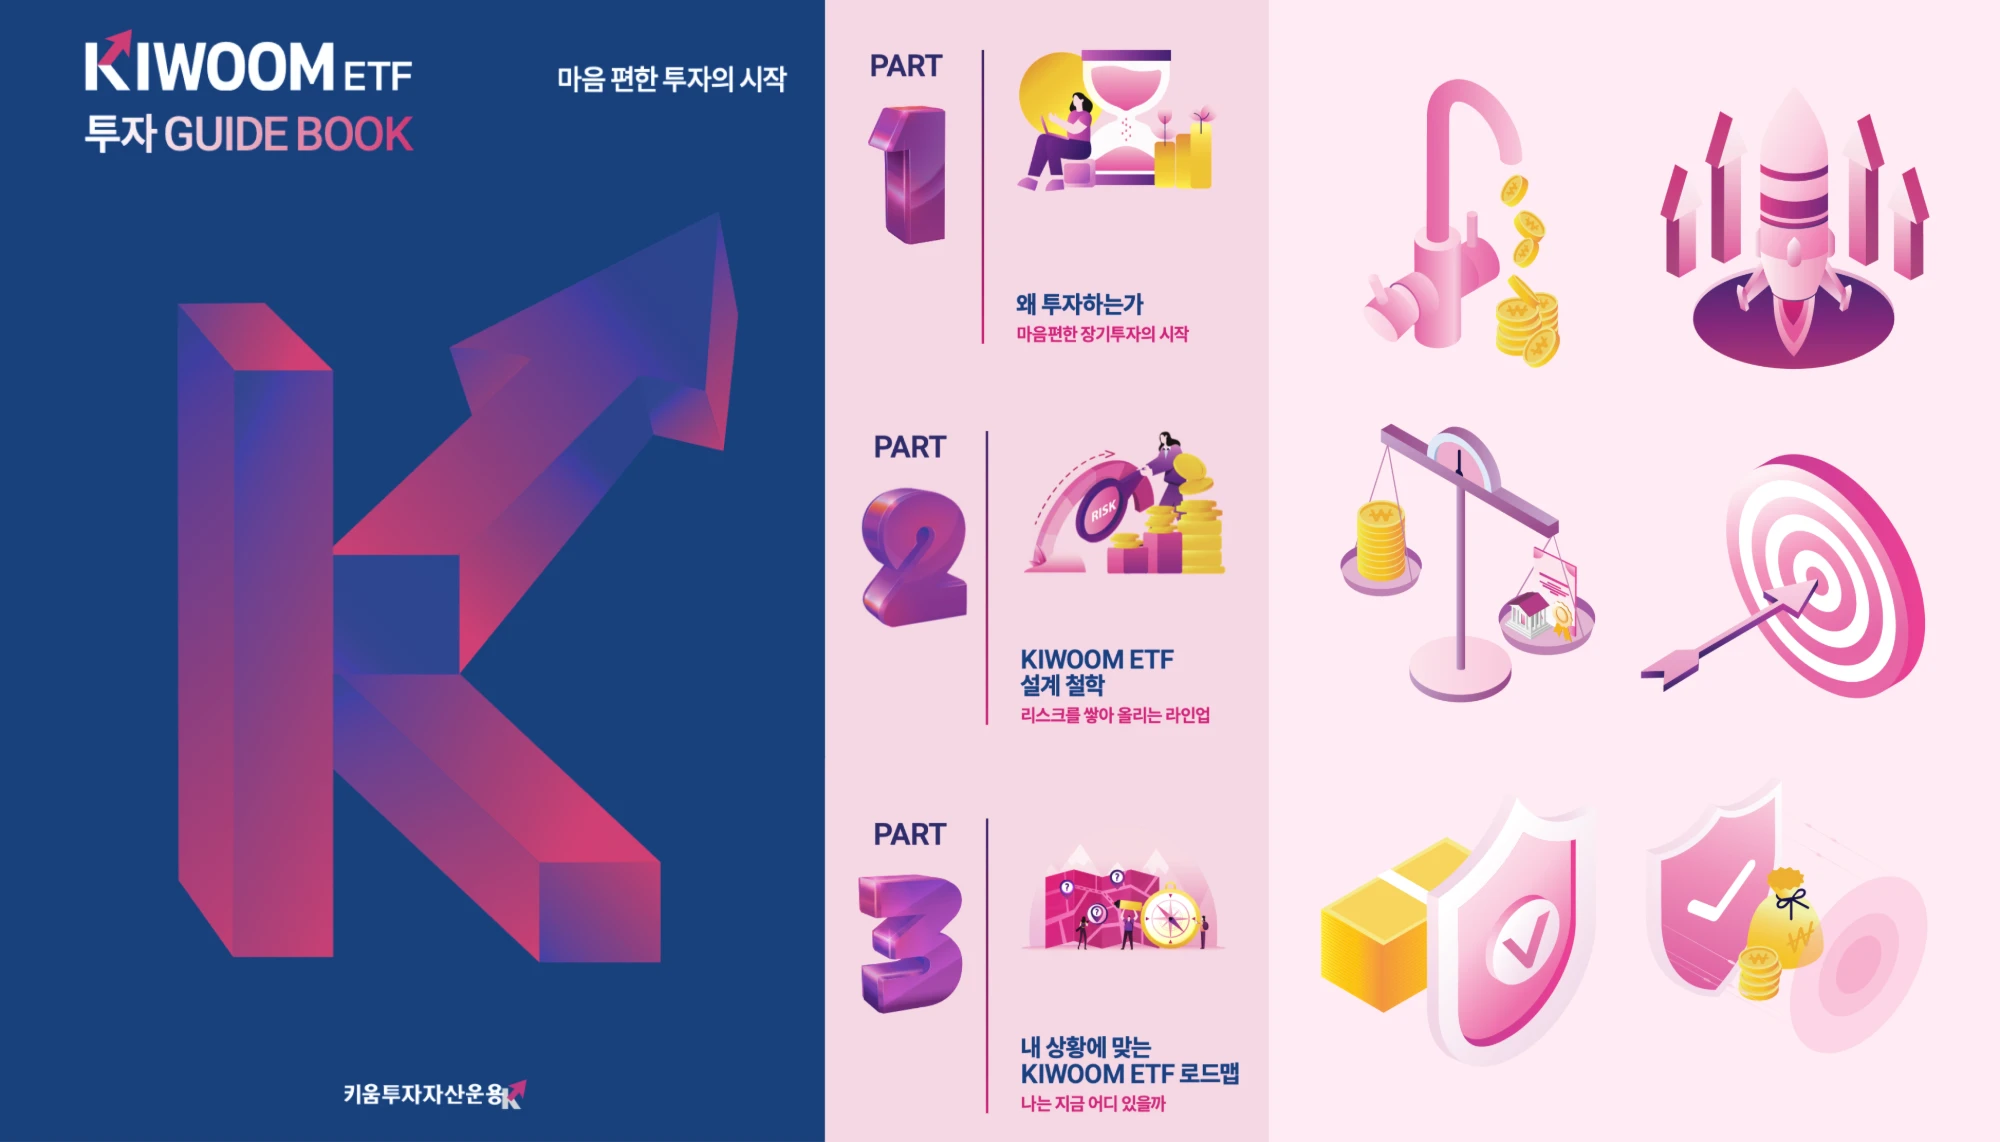 KIWOOM ETF
투자 GUIDE BOOK
마음 편한 투자의 시작
키움투자자산운용
PART
1
왜 투자하는가
마음편한 장기투자의 시작
PART
2
RISK
KIWOOM ETF
설계 철학
리스크를 쌓아 올리는 라인업
PART
3
? ? ?
내 상황에 맞는
KIWOOM ETF 로드맵
나는 지금 어디 있을까